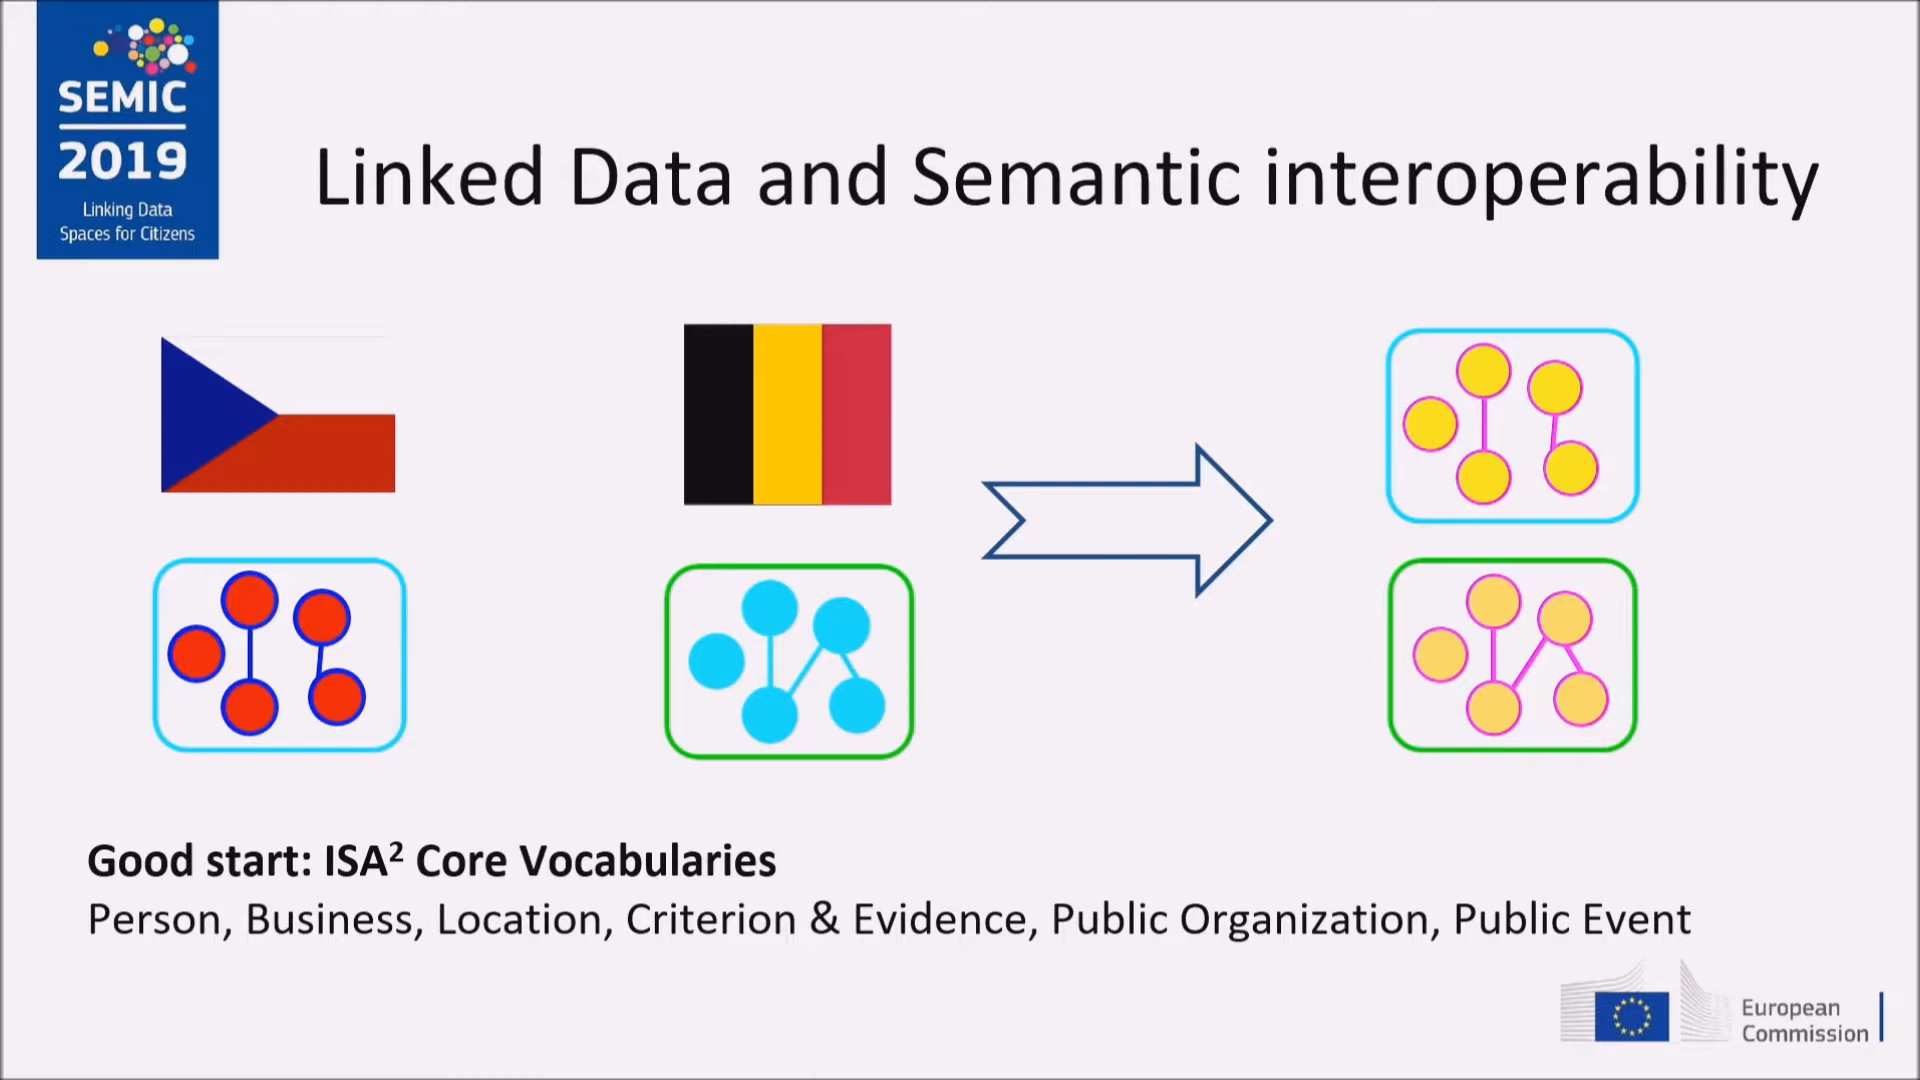 SEMIC
2019
Linking Data
Spaces for Citizens
Linked Data and Semantic interoperability
Good start: ISA² Core Vocabularies
Person, Business, Location, Criterion & Evidence, Public Organization, Public Event
European
Commission